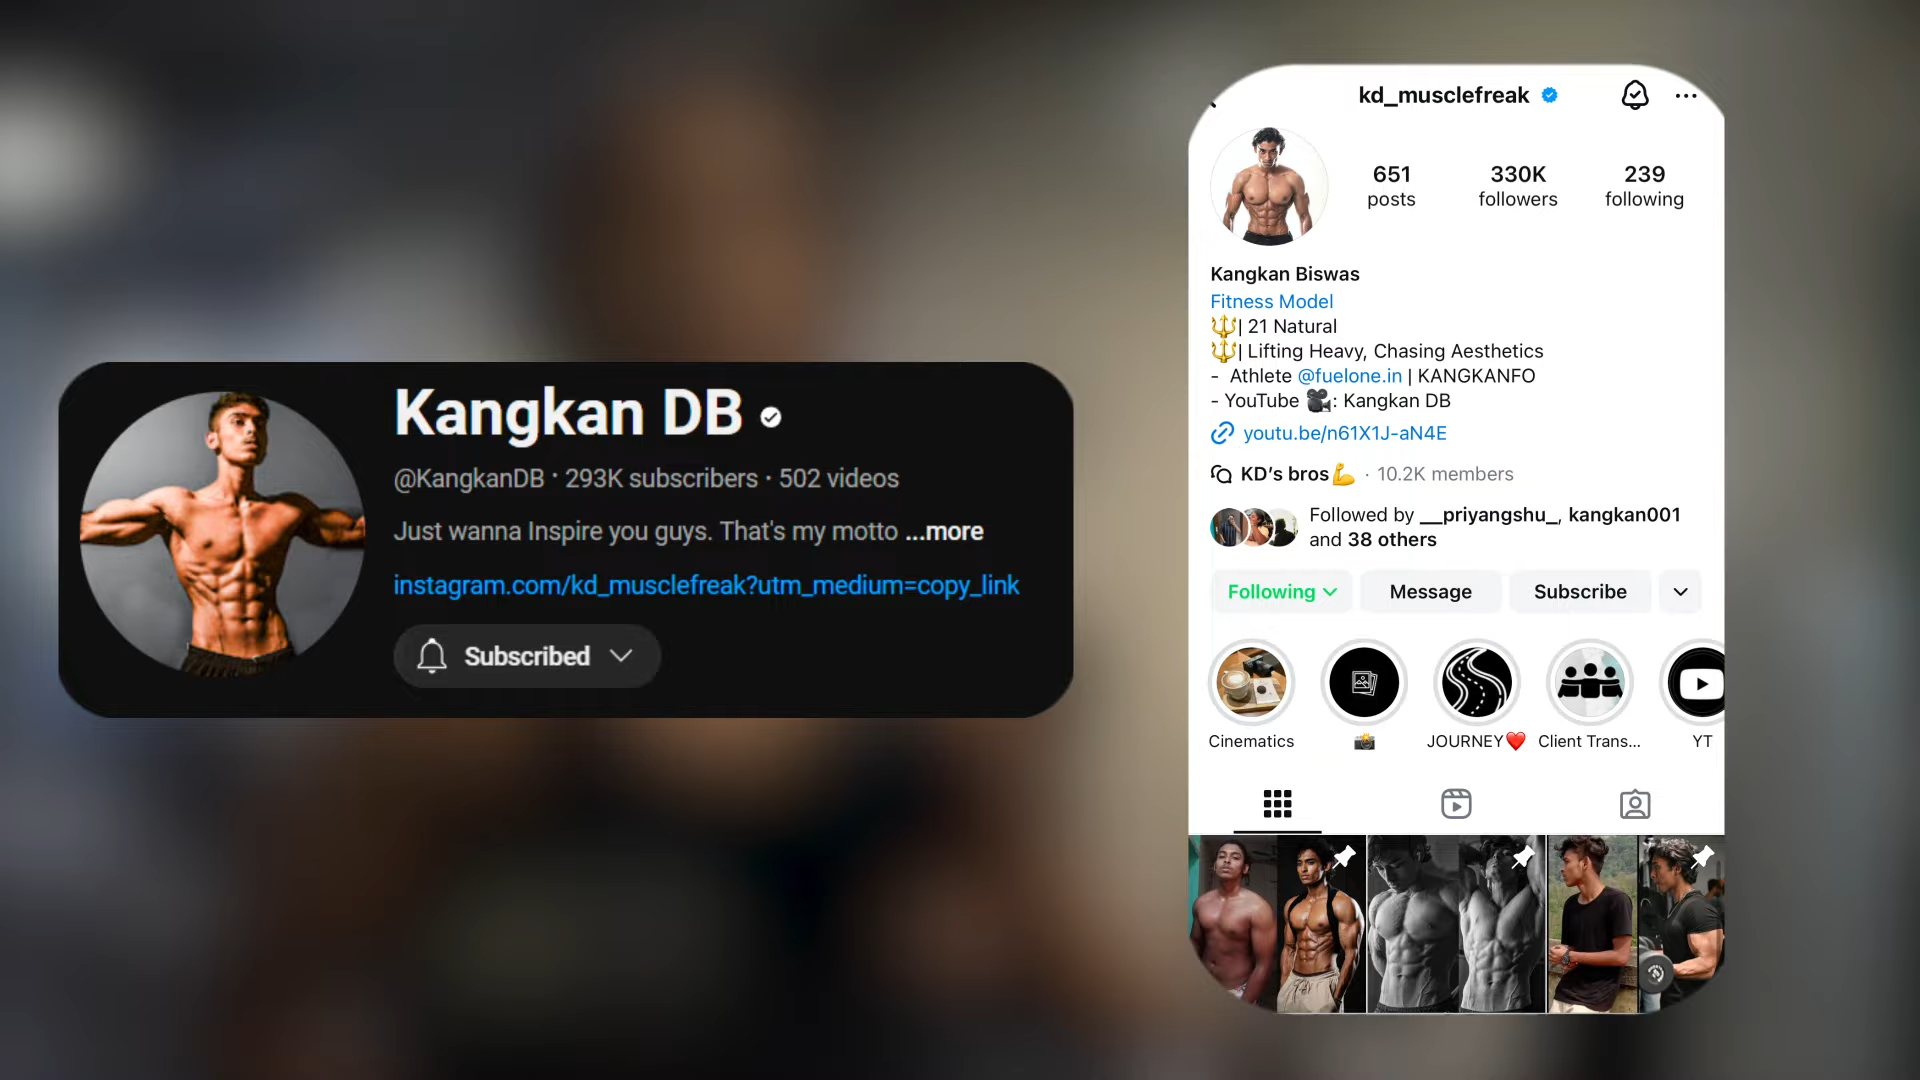 Kangkan DB
@KangkanDB · 293K subscribers · 502 videos
Just wanna Inspire you guys. That's my motto ...more
instagram.com/kd_musclefreak?utm_medium=copy_link
Subscribed
kd_musclefreak
651 330K 239
posts followers following
Kangkan Biswas
Fitness Model
🔱| 21 Natural
🔱| Lifting Heavy, Chasing Aesthetics
- Athlete @fuelone.in | KANGKANFO
- YouTube 🎥: Kangkan DB
youtu.be/n61X1J-aN4E
KD's bros💪 · 10.2K members
Followed by __priyangshu_, kangkan001
and 38 others
Following Message Subscribe
Cinematics 📸 JOURNEY❤️ Client Trans... YT